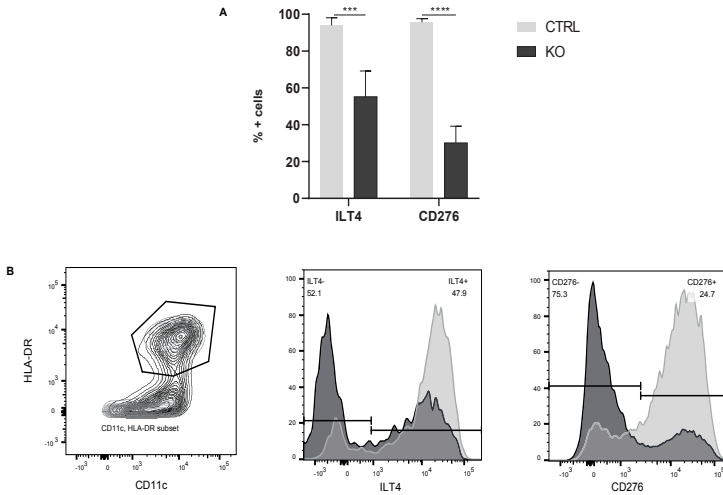 A
100
80
60
40
20
0
% + cells
***
****
ILT4
CD276
CTRL
KO
B
HLA-DR
10^5
10^4
10^3
0
-10^3
CD11c, HLA-DR subset
-10^3 0 10^3 10^4 10^5
CD11c
100
80
60
40
20
0
ILT4-
52.1
ILT4+
47.9
-10^3 0 10^3 10^4 10^5
ILT4
100
80
60
40
20
0
CD276-
75.3
CD276+
24.7
-10^3 0 10^3 10^4 10^5
CD276